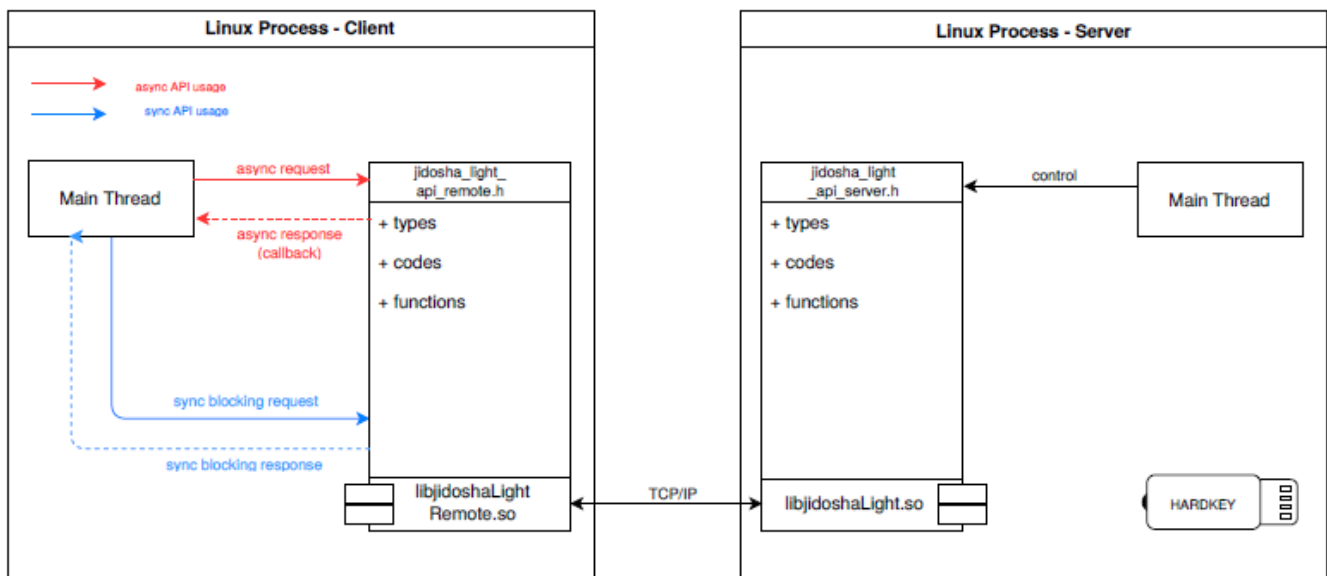 Linux Process - Client
async API usage
sync API usage
Main Thread
async request
async response
(callback)
jidosha_light_
api_remote.h
+ types
+ codes
+ functions
sync blocking request
sync blocking response
libjidoshaLight
Remote.so
TCP/IP
Linux Process - Server
jidosha_light
_api_server.h
+ types
+ codes
+ functions
control
Main Thread
libjidoshaLight.so
HARDKEY